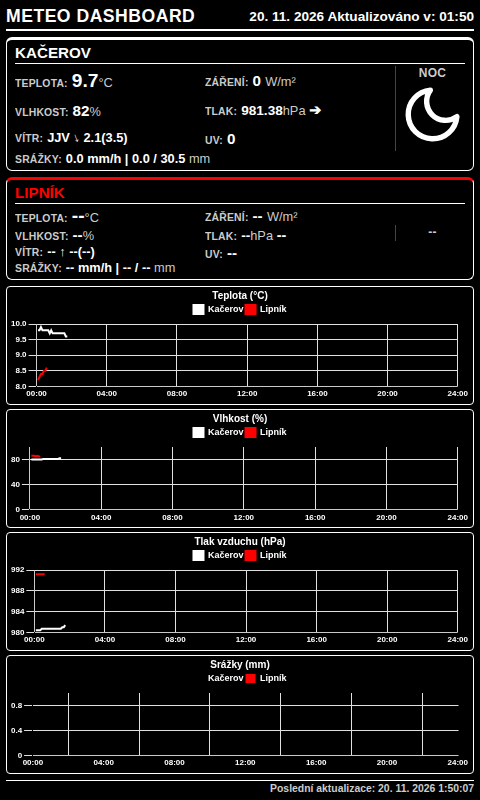 METEO DASHBOARD 20. 11. 2026 Aktualizováno v: 01:50
KAČEROV
TEPLOTA: 9.7°C ZÁŘENÍ: 0 W/m² NOC
VLHKOST: 82% TLAK: 981.38hPa ➔
VÍTR: JJV ↓ 2.1(3.5) UV: 0
SRÁŽKY: 0.0 mm/h | 0.0 / 30.5 mm
LIPNÍK
TEPLOTA: --°C ZÁŘENÍ: -- W/m²
VLHKOST: --% TLAK: --hPa -- --
VÍTR: -- ↑ --(--) UV: --
SRÁŽKY: -- mm/h | -- / -- mm
Teplota (°C)
Kačerov Lipník
10.0
9.5
9.0
8.5
8.0
00:00 04:00 08:00 12:00 16:00 20:00 24:00
Vlhkost (%)
Kačerov Lipník
80
40
0
00:00 04:00 08:00 12:00 16:00 20:00 24:00
Tlak vzduchu (hPa)
Kačerov Lipník
992
988
984
980
00:00 04:00 08:00 12:00 16:00 20:00 24:00
Srážky (mm)
Kačerov Lipník
0.8
0.4
0
00:00 04:00 08:00 12:00 16:00 20:00 24:00
Poslední aktualizace: 20. 11. 2026 1:50:07